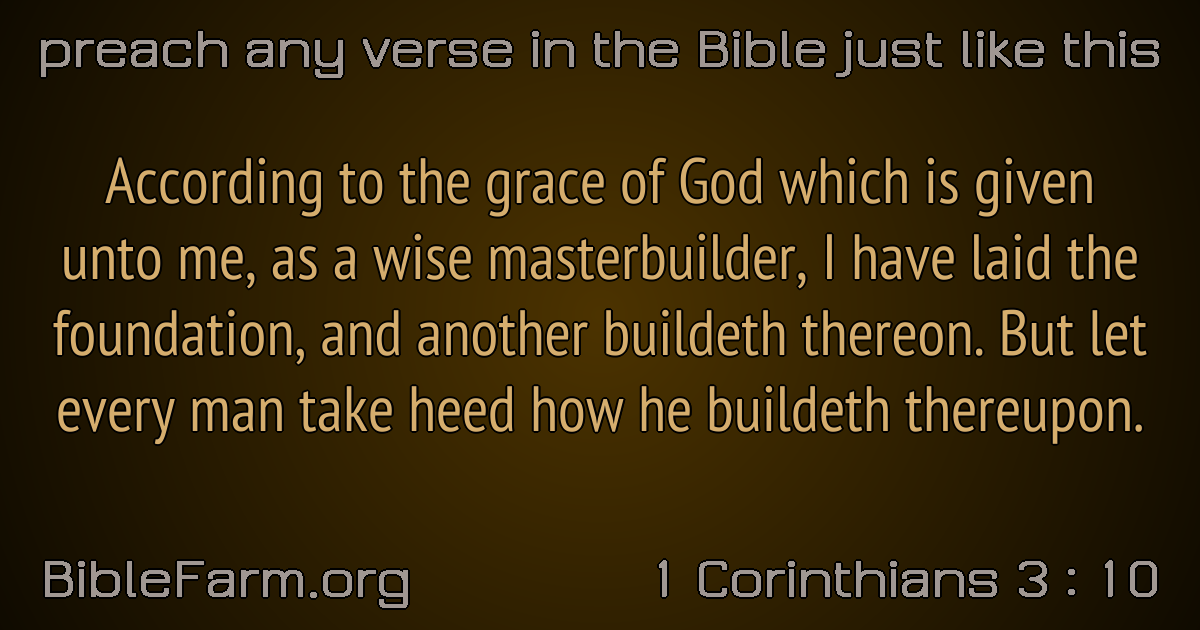 preach any verse in the Bible just like this
According to the grace of God which is given
unto me, as a wise masterbuilder, I have laid the
foundation, and another buildeth thereon. But let
every man take heed how he buildeth thereupon.
BibleFarm.org
1 Corinthians 3 : 10